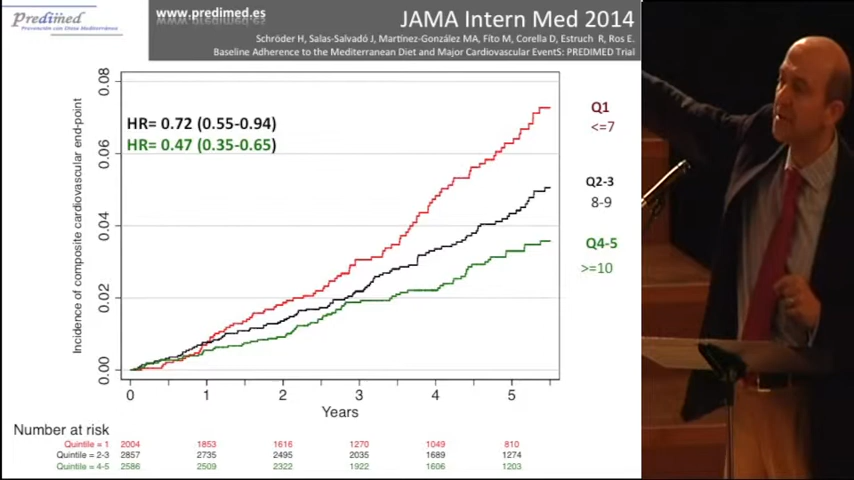 Predimed
Prevención con Dieta Mediterránea
www.predimed.es
JAMA Intern Med 2014
Schröder H, Salas-Salvadó J, Martínez-González MA, Fíto M, Corella D, Estruch R, Ros E.
Baseline Adherence to the Mediterranean Diet and Major Cardiovascular EventS: PREDIMED Trial
Incidence of composite cardiovascular end-point
0.08
0.06
0.04
0.02
0.00
HR= 0.72 (0.55-0.94)
HR= 0.47 (0.35-0.65)
Q1
<=7
Q2-3
8-9
Q4-5
>=10
0 1 2 3 4 5
Years
Number at risk
Quintile = 1 2004 1853 1616 1270 1049 810
Quintile = 2-3 2857 2735 2495 2035 1689 1274
Quintile = 4-5 2586 2509 2322 1922 1606 1203